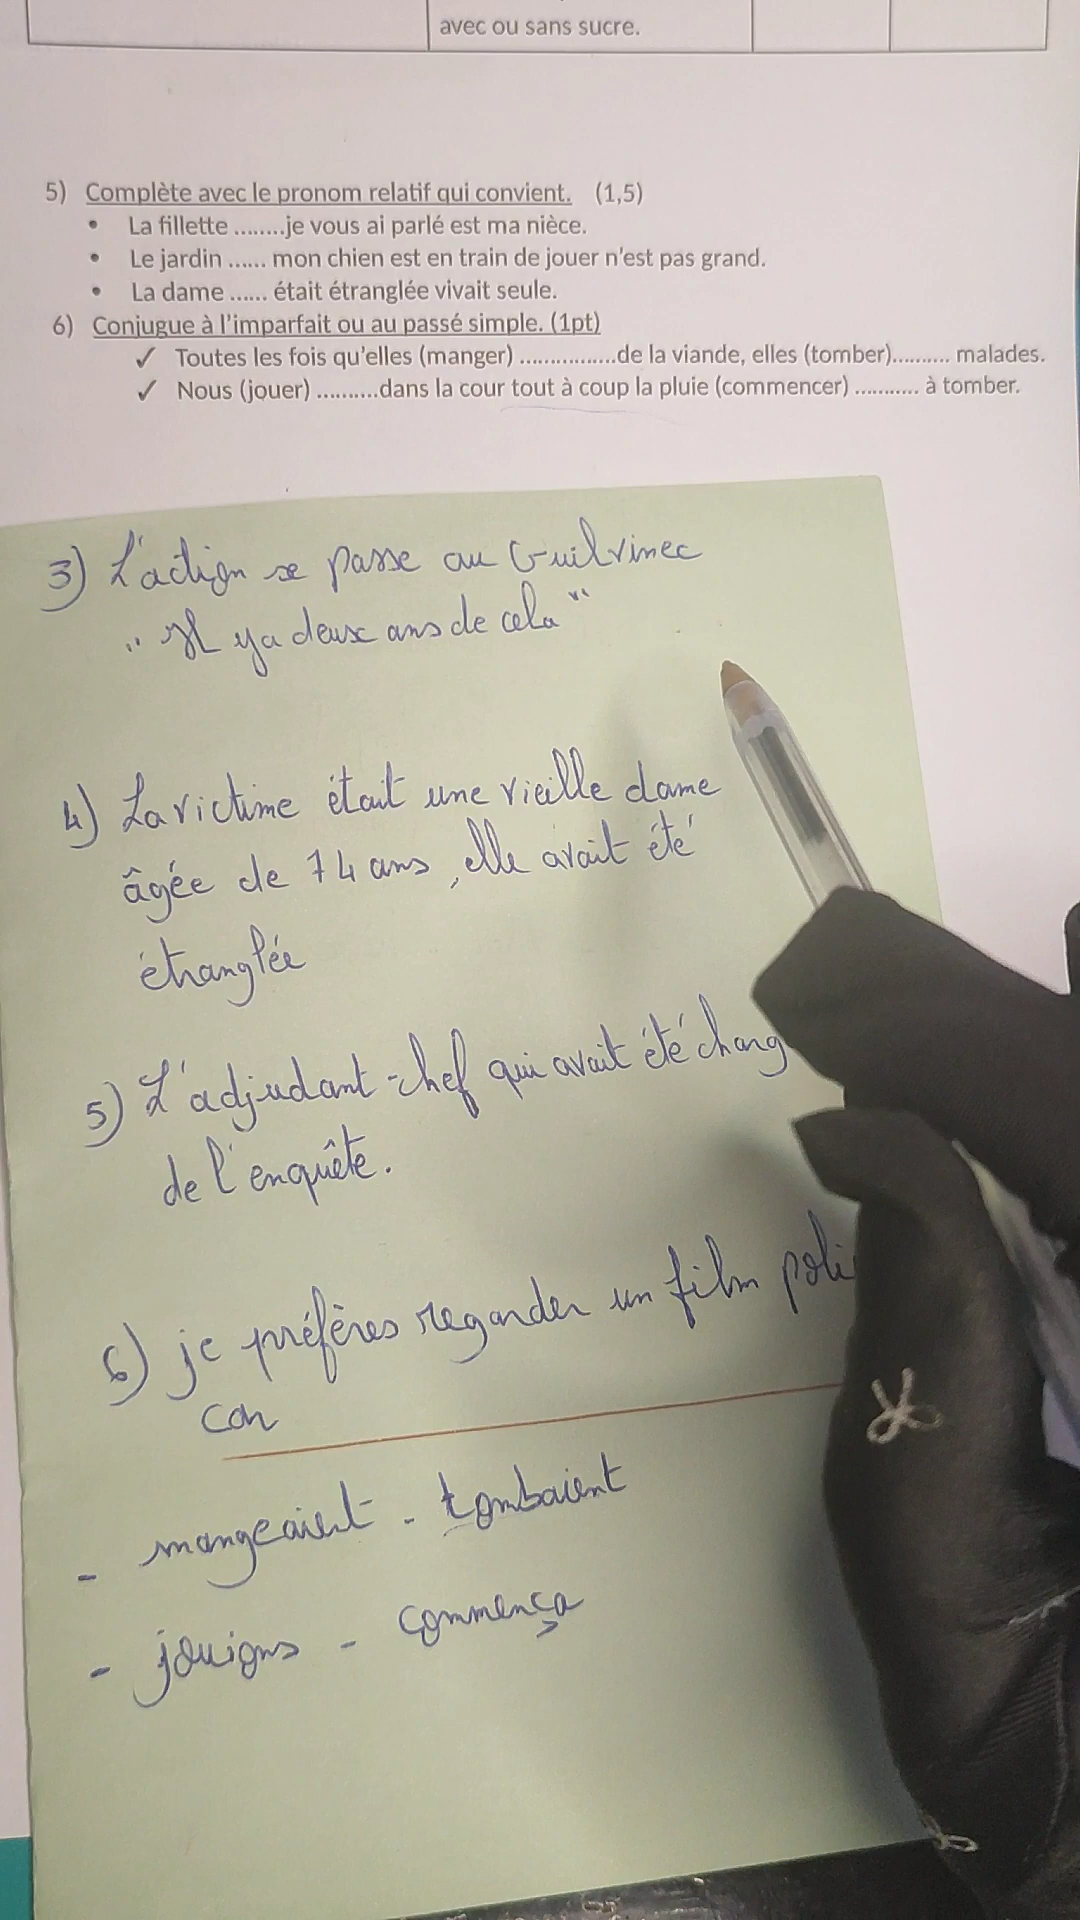 avec ou sans sucre.
5) Complète avec le pronom relatif qui convient. (1,5)
• La fillette ........je vous ai parlé est ma nièce.
• Le jardin ...... mon chien est en train de jouer n'est pas grand.
• La dame ...... était étranglée vivait seule.
6) Conjugue à l'imparfait ou au passé simple. (1pt)
✓ Toutes les fois qu'elles (manger) ................de la viande, elles (tomber).......... malades.
✓ Nous (jouer) ..........dans la cour tout à coup la pluie (commencer) ........... à tomber.
3) L'action se passe au Guilvinec
"Il y a deux ans de cela"
4) La victime était une vieille dame
âgée de 74 ans, elle avait été
étranglée
5) L'adjudant-chef qui avait été charg
de l'enquête.
6) je préfères regarder un film poli
car
- mangeaient - tombaient
- jouions - commença